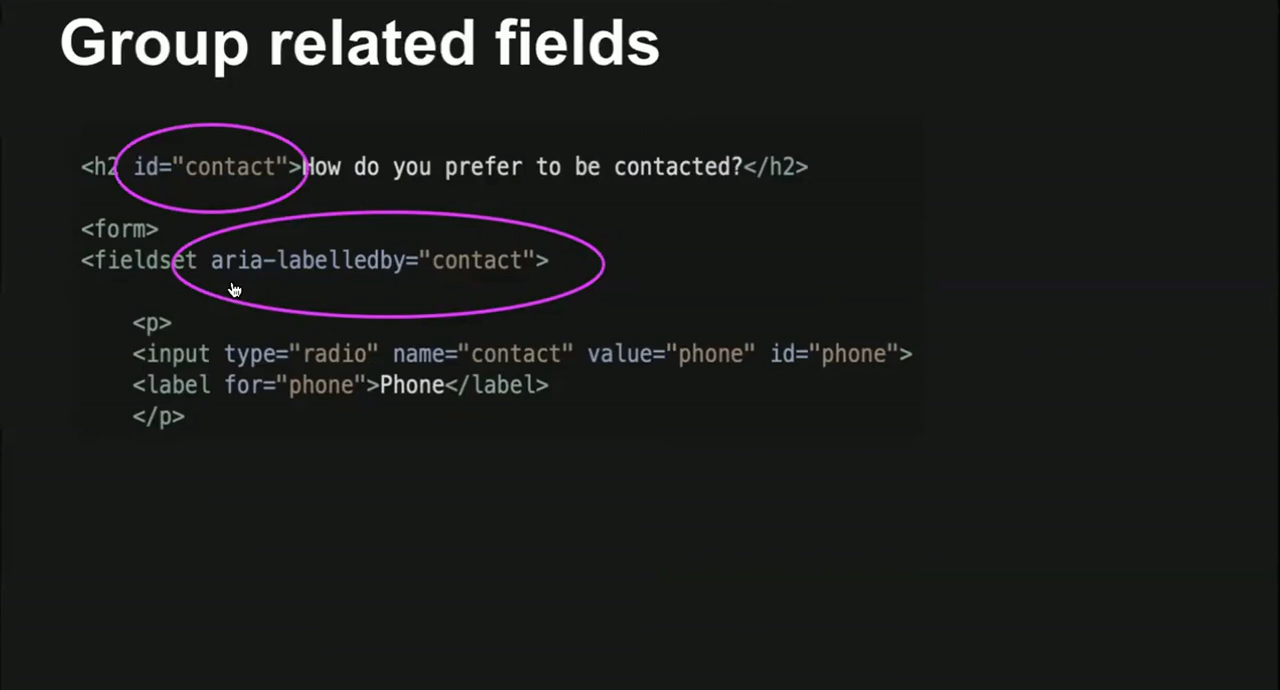 Group related fields
<h2 id="contact">How do you prefer to be contacted?</h2>
<form>
<fieldset aria-labelledby="contact">
<p>
<input type="radio" name="contact" value="phone" id="phone">
<label for="phone">Phone</label>
</p>